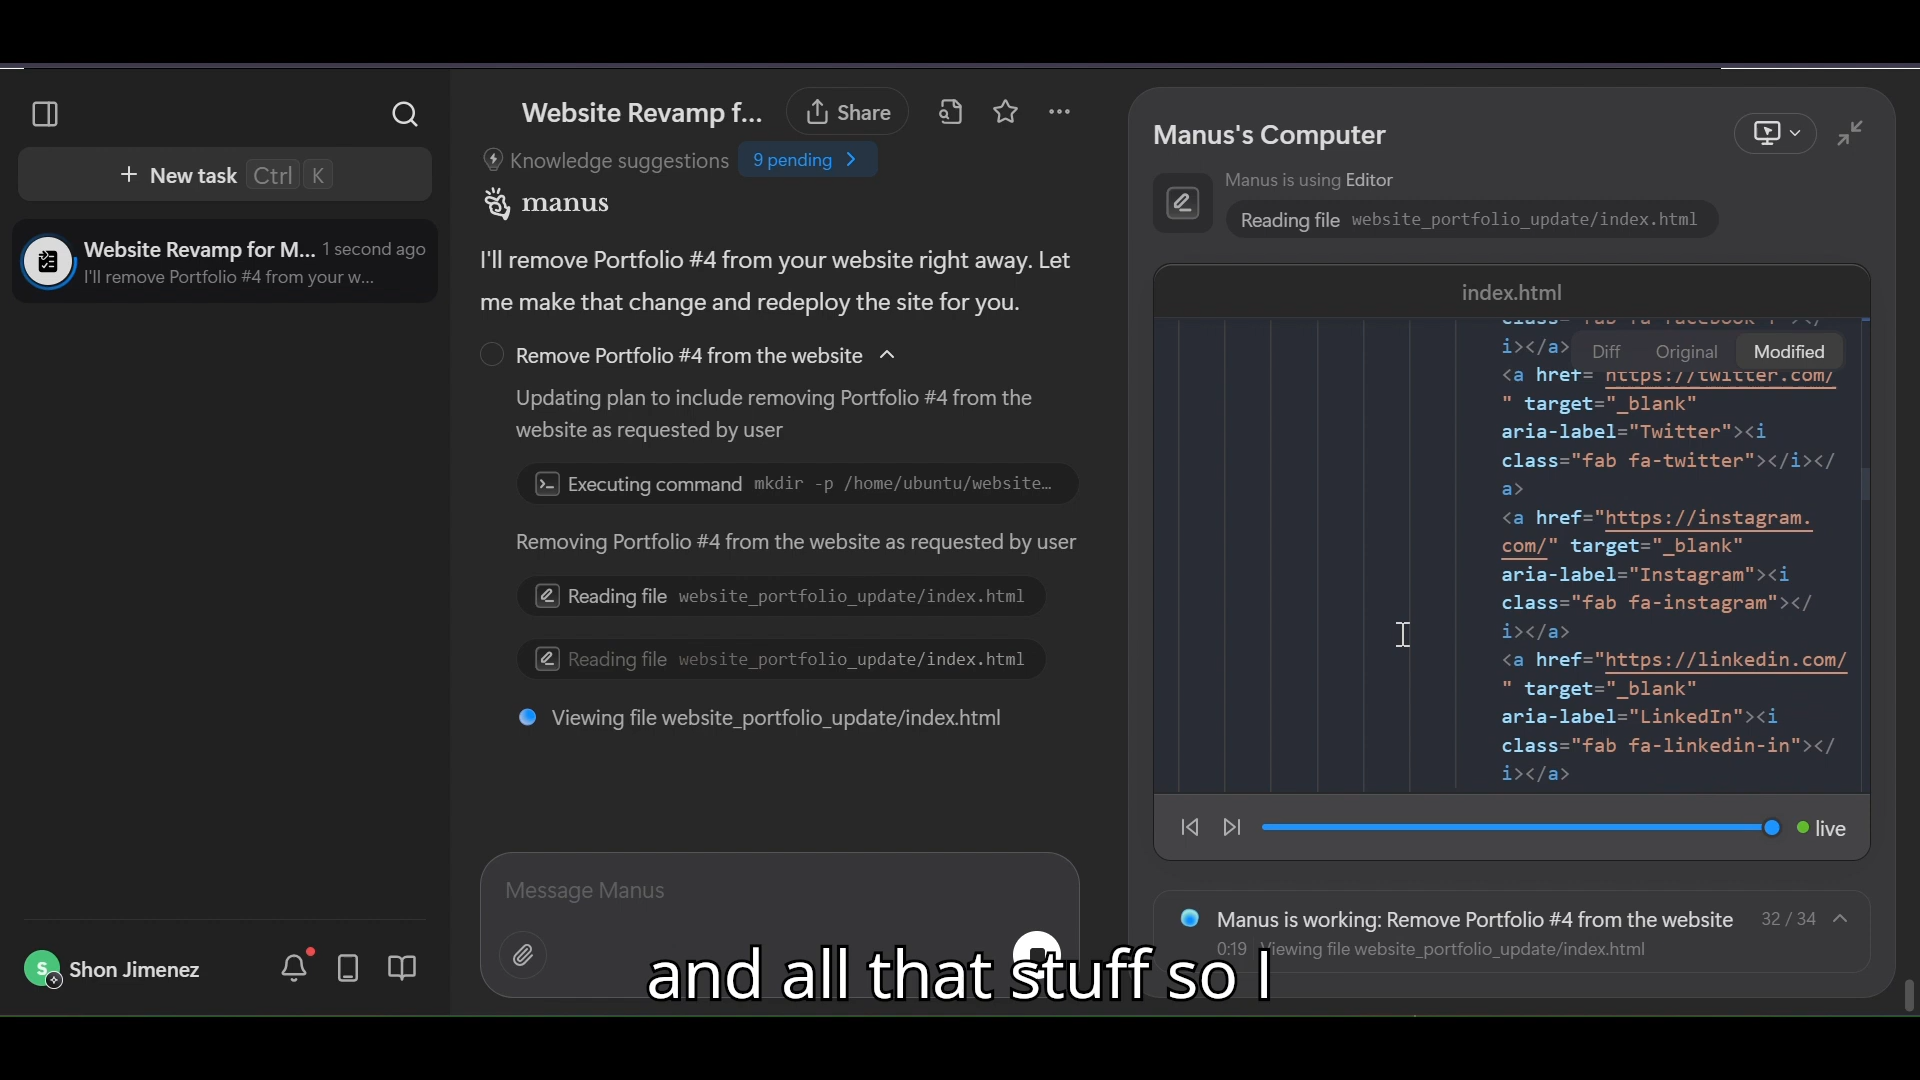 New task Ctrl K
Website Revamp for M... 1 second ago
I'll remove Portfolio #4 from your w...
S Shon Jimenez
Website Revamp f... Share
Knowledge suggestions 9 pending
manus
I'll remove Portfolio #4 from your website right away. Let
me make that change and redeploy the site for you.
Remove Portfolio #4 from the website
Updating plan to include removing Portfolio #4 from the
website as requested by user
Executing command mkdir -p /home/ubuntu/website…
Removing Portfolio #4 from the website as requested by user
Reading file website_portfolio_update/index.html
Reading file website_portfolio_update/index.html
Viewing file website_portfolio_update/index.html
Message Manus
Manus's Computer
Manus is using Editor
Reading file website_portfolio_update/index.html
index.html
Diff Original Modified
i></a>
<a href="https://twitter.com/
" target="_blank"
aria-label="Twitter"><i
class="fab fa-twitter"></i></
a>
<a href="https://instagram.
com/" target="_blank"
aria-label="Instagram"><i
class="fab fa-instagram"></
i></a>
<a href="https://linkedin.com/
" target="_blank"
aria-label="LinkedIn"><i
class="fab fa-linkedin-in"></
i></a>
live
Manus is working: Remove Portfolio #4 from the website 32 / 34
0:19 Viewing file website_portfolio_update/index.html
and all that stuff so I